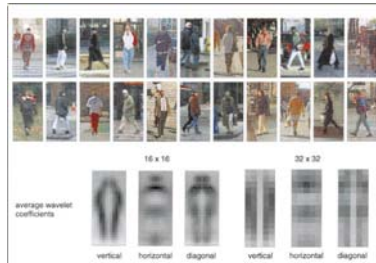 16 x 16
32 x 32
average wavelet
coefficients
vertical
horizontal
diagonal
vertical
horizontal
diagonal